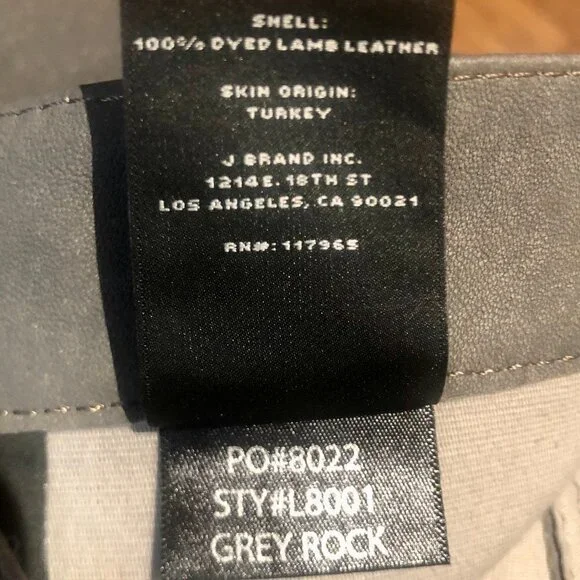 SHELL:
100% DYED LAMB LEATHER
SKIN ORIGIN:
TURKEY
J BRAND INC.
1214E. 18TH ST
LOS ANGELES, CA 90021
RN#: 117965
PO#8022
STY#L8001
GREY ROCK